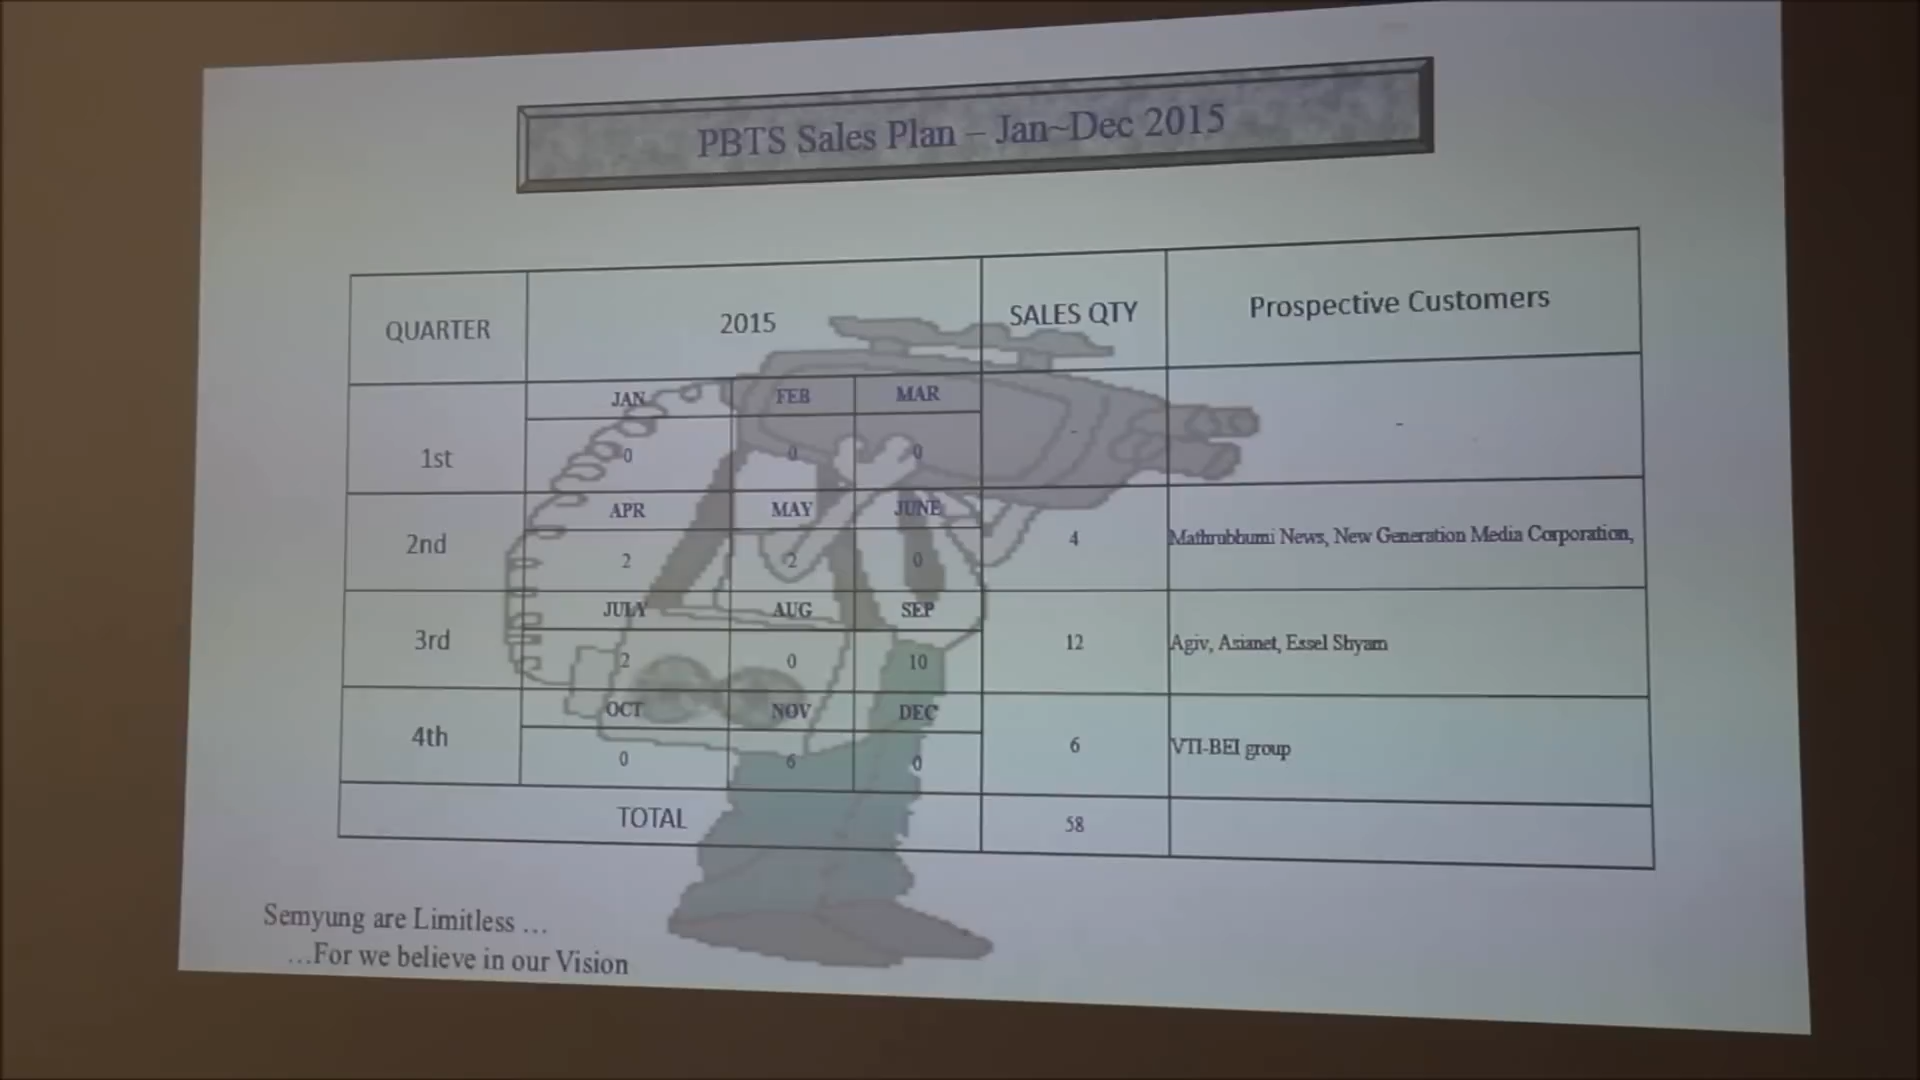 PBTS Sales Plan – Jan~Dec 2015
QUARTER 2015 SALES QTY Prospective Customers
JAN FEB MAR
1st 0 0 0 - -
APR MAY JUNE
2nd 2 2 0 4 Mathrubbumi News, New Generation Media Corporation,
JULY AUG SEP
3rd 2 0 10 12 Agiv, Asianet, Essel Shyam
OCT NOV DEC
4th 0 6 0 6 VTI-BEI group
TOTAL 58
Semyung are Limitless ...
...For we believe in our Vision